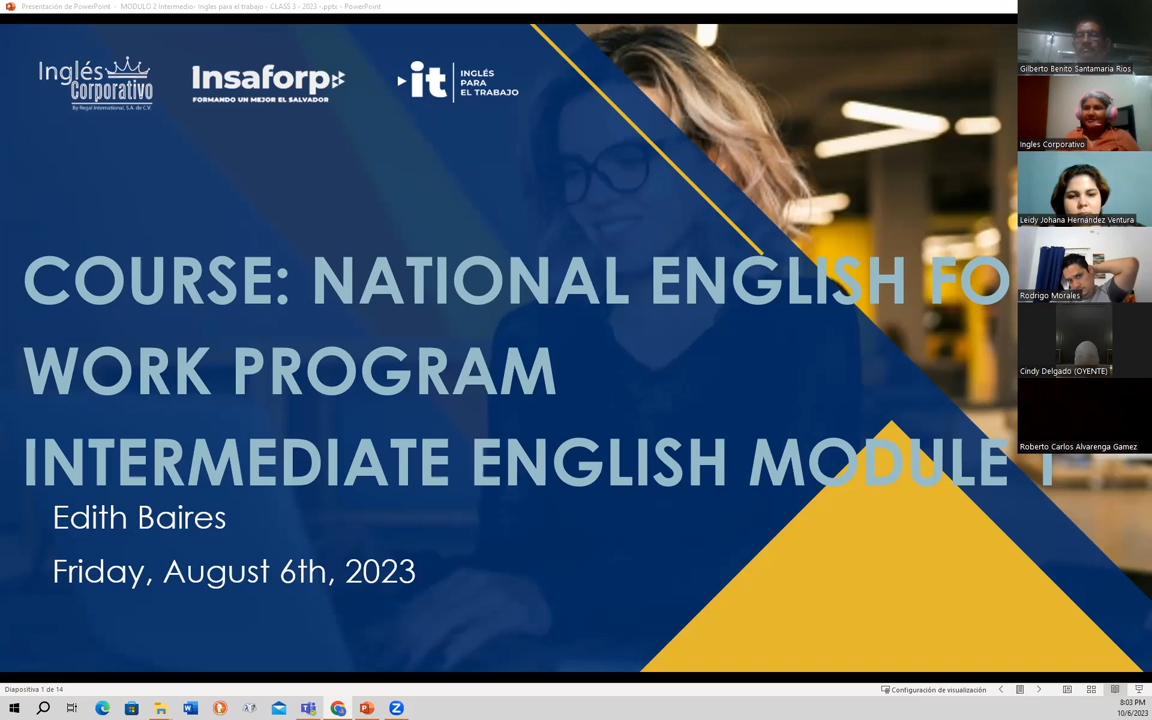 Presentación de PowerPoint - MODULO 2 Intermedio- Ingles para el trabajo - CLASS 3 - 2023 -.pptx - PowerPoint
Inglés
Corporativo
By Regal International, S.A. de C.V.
Insaforp
FORMANDO UN MEJOR EL SALVADOR
it
INGLÉS
PARA
EL TRABAJO
COURSE: NATIONAL ENGLISH FO
WORK PROGRAM
INTERMEDIATE ENGLISH MODULE 1
Edith Baires
Friday, August 6th, 2023
Gilberto Benito Santamaria Rios
Ingles Corporativo
Leidy Johana Hernández Ventura
Rodrigo Morales
Cindy Delgado (OYENTE)
Roberto Carlos Alvarenga Gamez
Diapositiva 1 de 14
Configuración de visualización
8:03 PM
10/6/2023